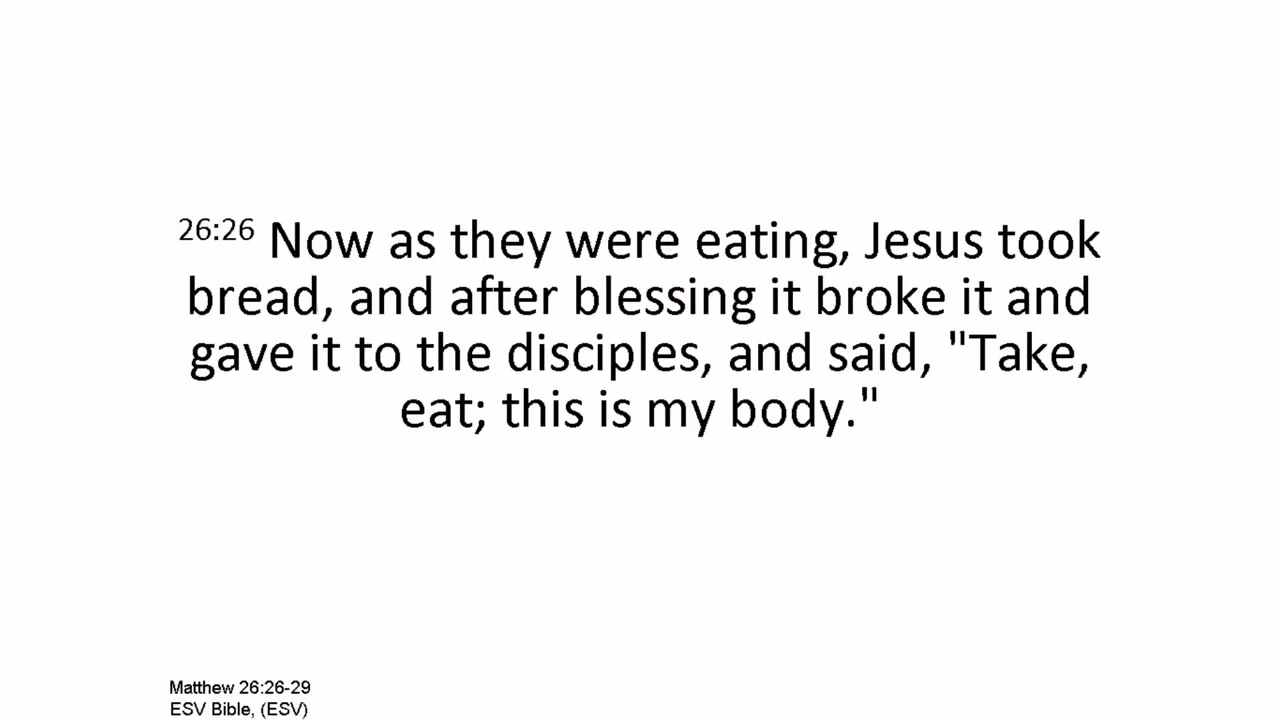 26:26 Now as they were eating, Jesus took
bread, and after blessing it broke it and
gave it to the disciples, and said, "Take,
eat; this is my body."
Matthew 26:26-29
ESV Bible, (ESV)